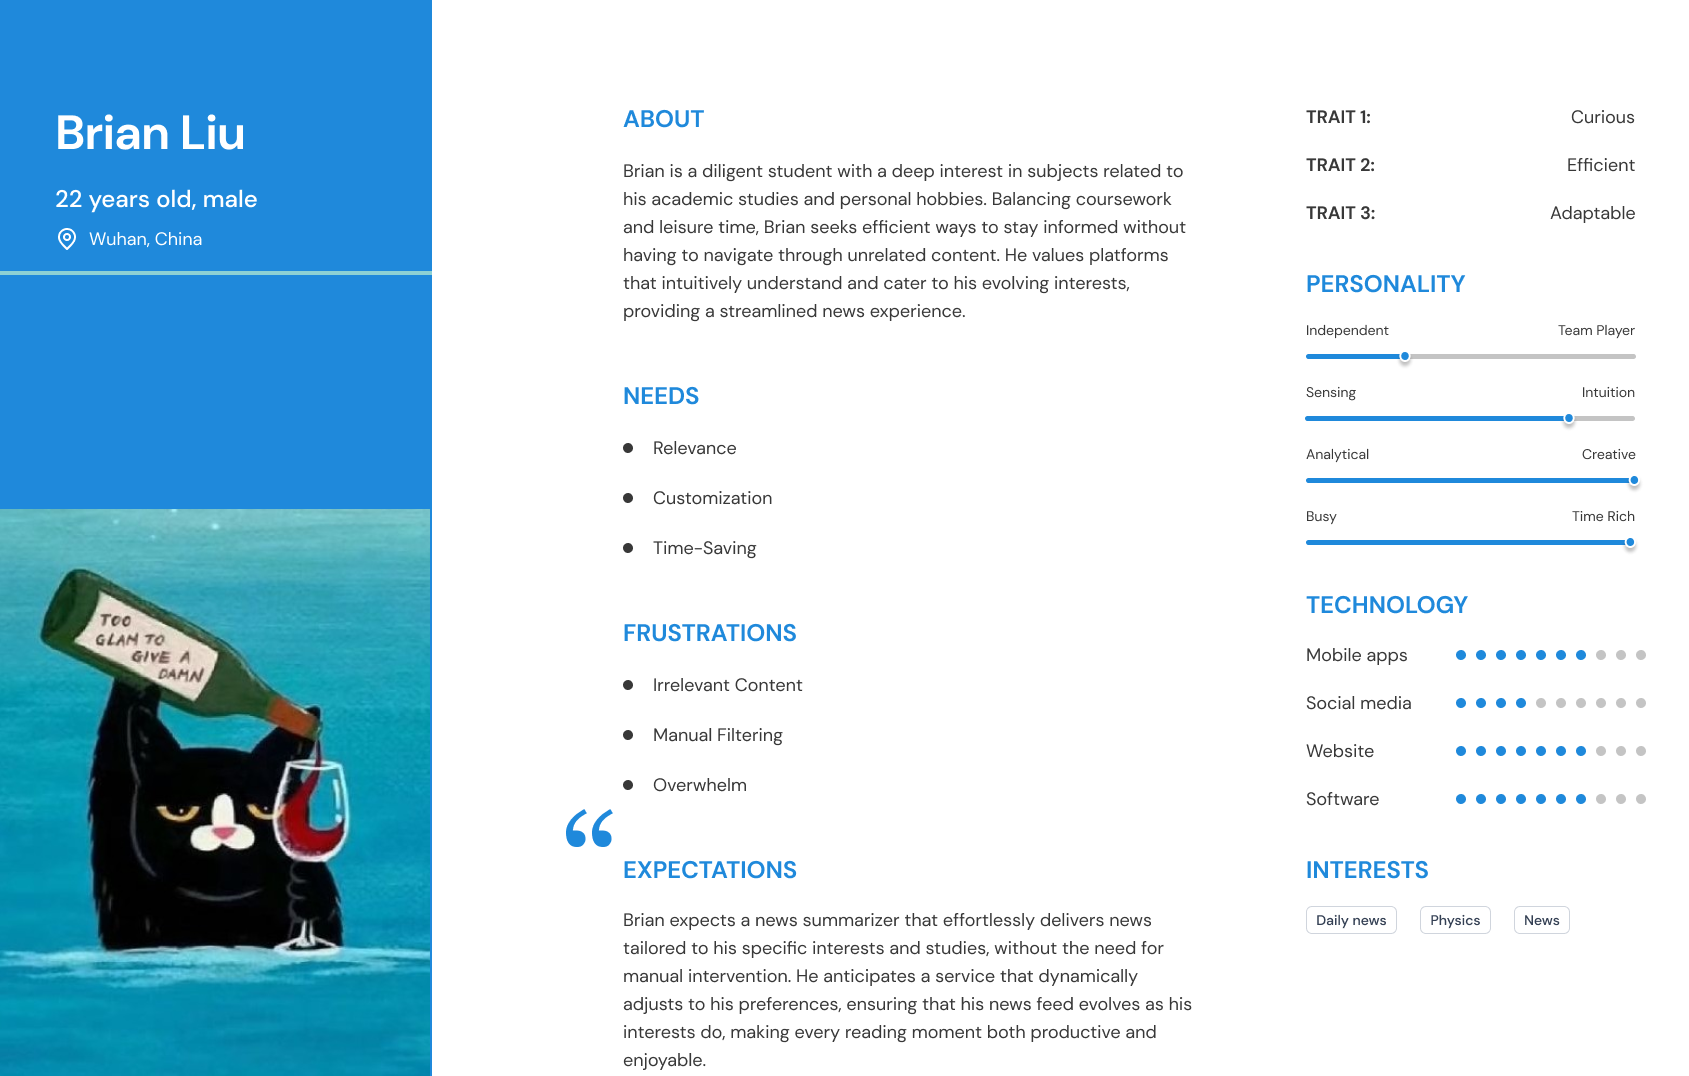 Brian Liu
22 years old, male
Wuhan, China
TOO
GLAM TO
GIVE A
DAMN
ABOUT
Brian is a diligent student with a deep interest in subjects related to
his academic studies and personal hobbies. Balancing coursework
and leisure time, Brian seeks efficient ways to stay informed without
having to navigate through unrelated content. He values platforms
that intuitively understand and cater to his evolving interests,
providing a streamlined news experience.
NEEDS
● Relevance
● Customization
● Time-Saving
FRUSTRATIONS
● Irrelevant Content
● Manual Filtering
● Overwhelm
“
EXPECTATIONS
Brian expects a news summarizer that effortlessly delivers news
tailored to his specific interests and studies, without the need for
manual intervention. He anticipates a service that dynamically
adjusts to his preferences, ensuring that his news feed evolves as his
interests do, making every reading moment both productive and
enjoyable.
TRAIT 1: Curious
TRAIT 2: Efficient
TRAIT 3: Adaptable
PERSONALITY
Independent Team Player
Sensing Intuition
Analytical Creative
Busy Time Rich
TECHNOLOGY
Mobile apps
Social media
Website
Software
INTERESTS
Daily news Physics News